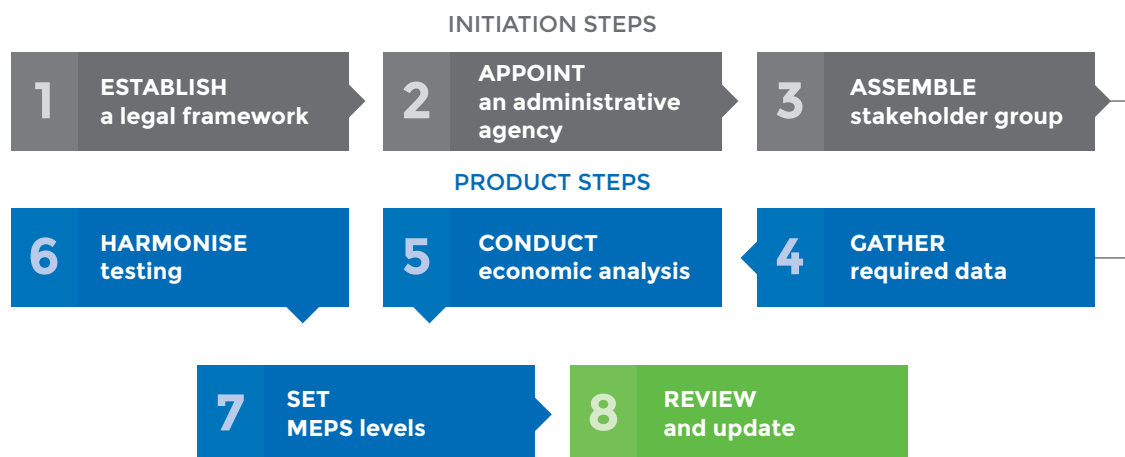 INITIATION STEPS
1
ESTABLISH
a legal framework
2
APPOINT
an administrative
agency
3
ASSEMBLE
stakeholder group
PRODUCT STEPS
6
HARMONISE
testing
5
CONDUCT
economic analysis
4
GATHER
required data
7
SET
MEPS levels
8
REVIEW
and update